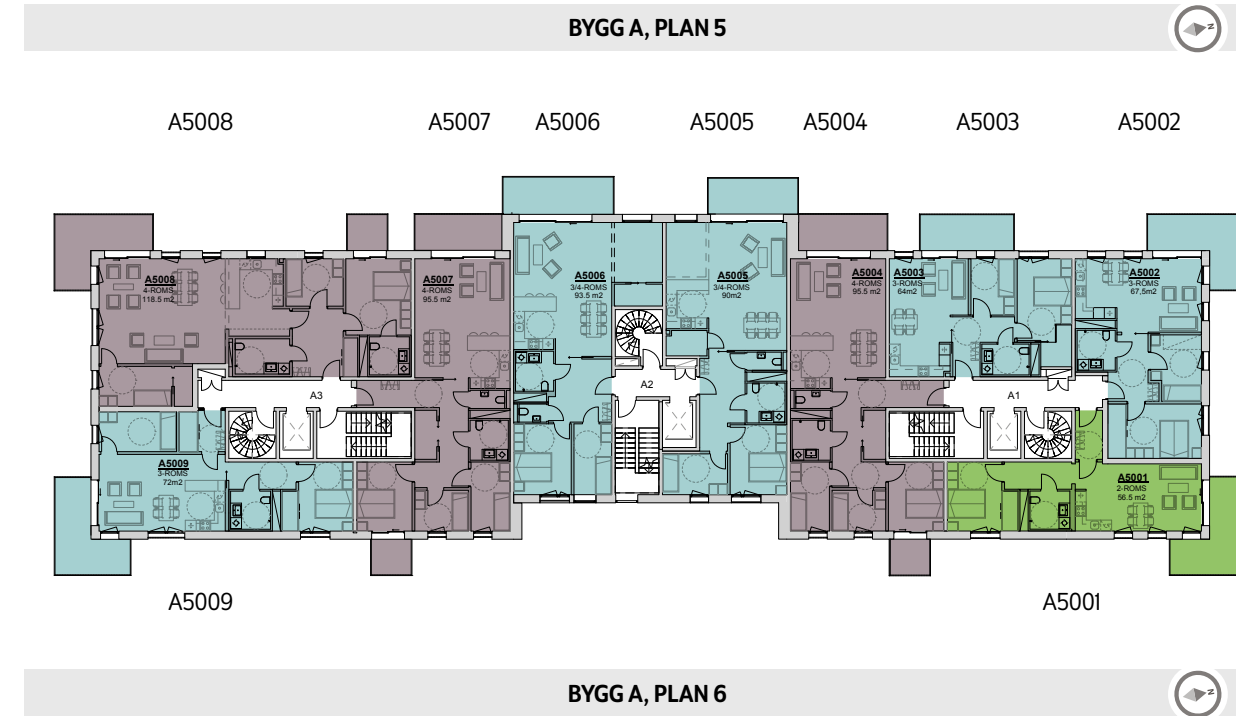 BYGG A, PLAN 5
N
A5008
A5007
A5006
A5005
A5004
A5003
A5002
A5008
4-ROMS
118.5 m2
A5007
4-ROMS
95.5 m2
A5006
3/4-ROMS
93.5 m2
A5005
3/4-ROMS
90m2
A5004
4-ROMS
95.5 m2
A5003
3-ROMS
64m2
A5002
3-ROMS
67,5m2
A3
A2
A1
A5009
3-ROMS
72m2
A5001
2-ROMS
56.5 m2
A5009
A5001
BYGG A, PLAN 6
N